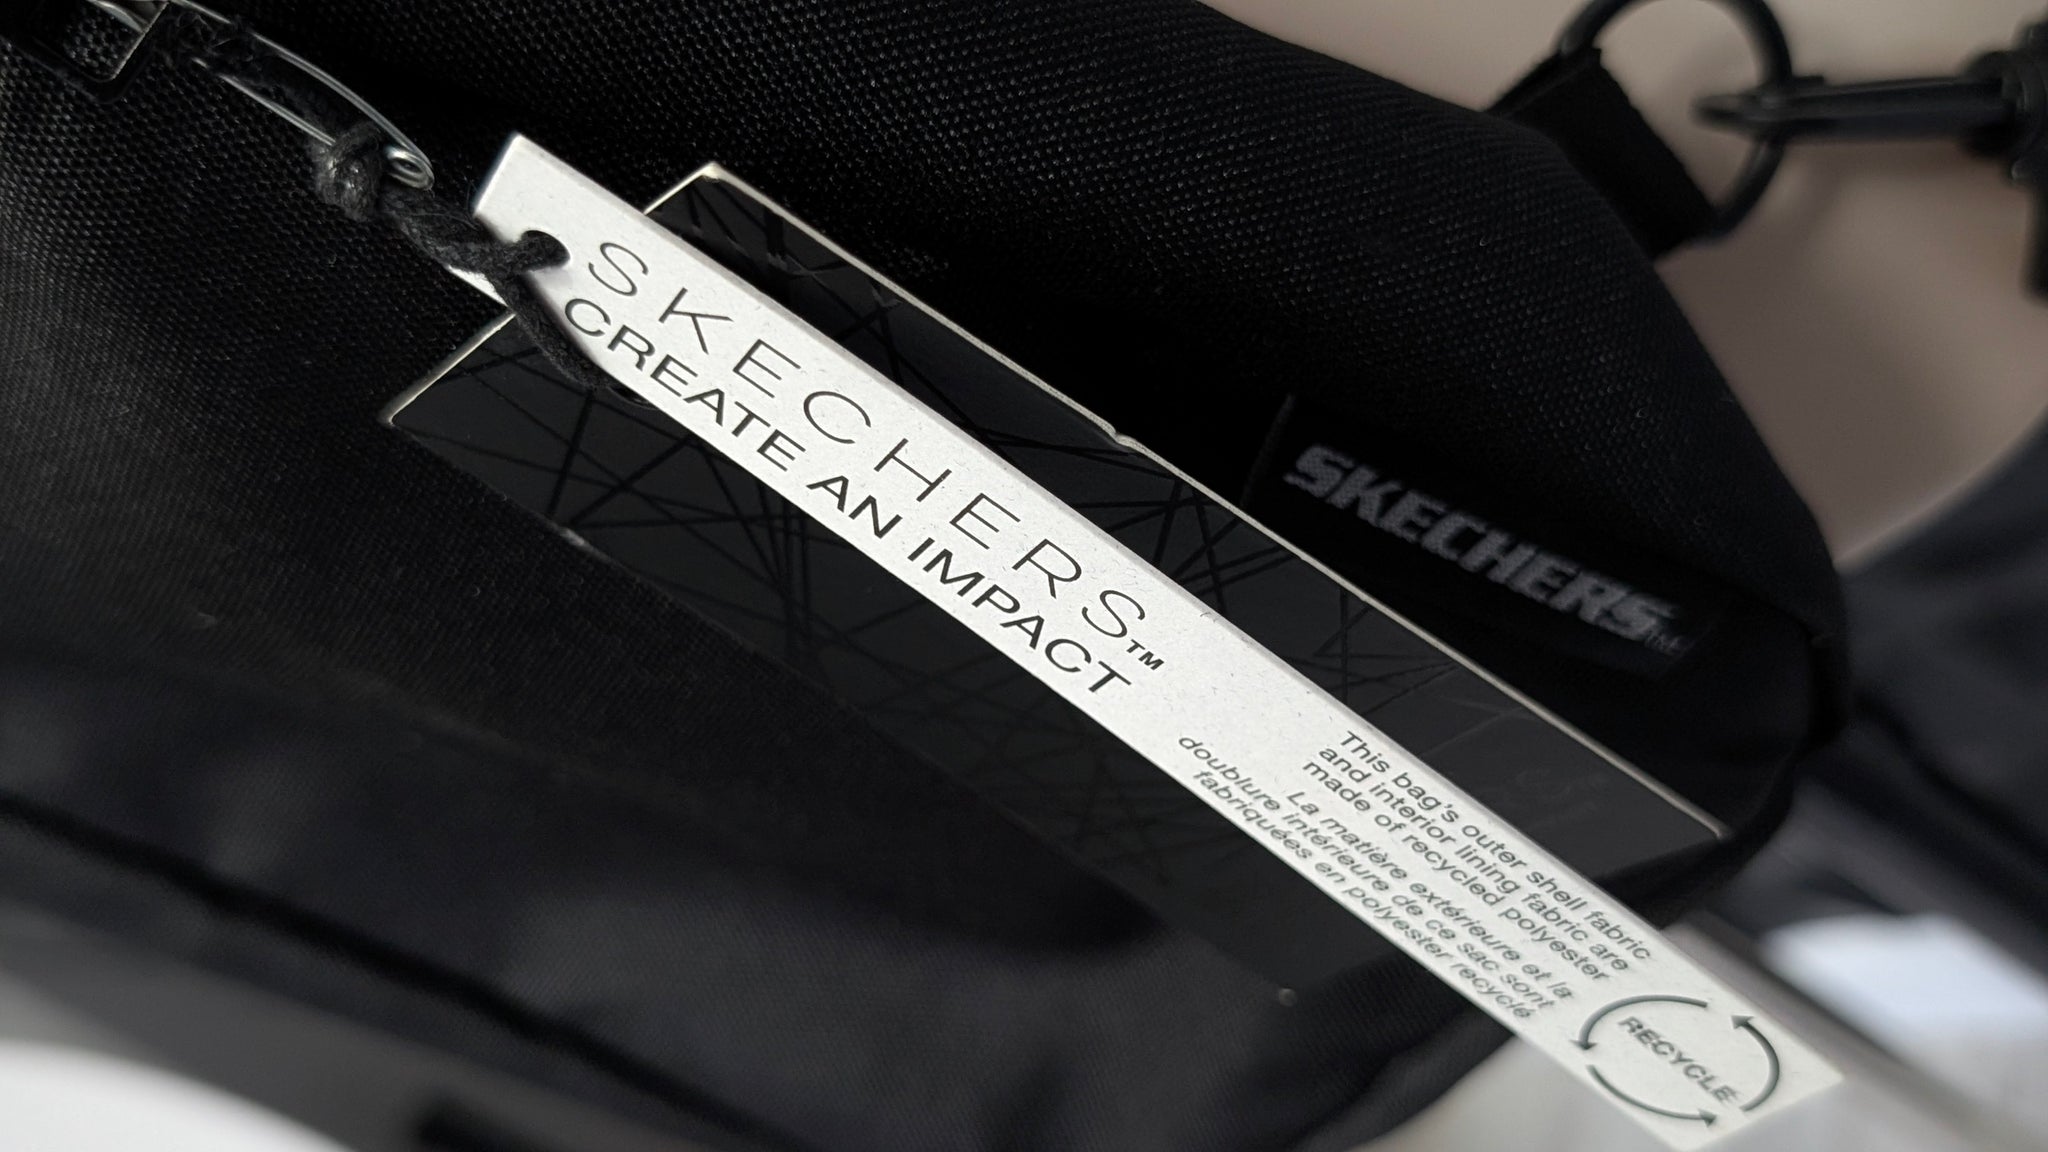 SKECHERS™
CREATE AN IMPACT
This bag's outer shell fabric
and interior lining fabric are
made of recycled polyester
La matière extérieure et la
doublure intérieure de ce sac sont
fabriquées en polyester recyclé
RECYCLE
SKECHERS